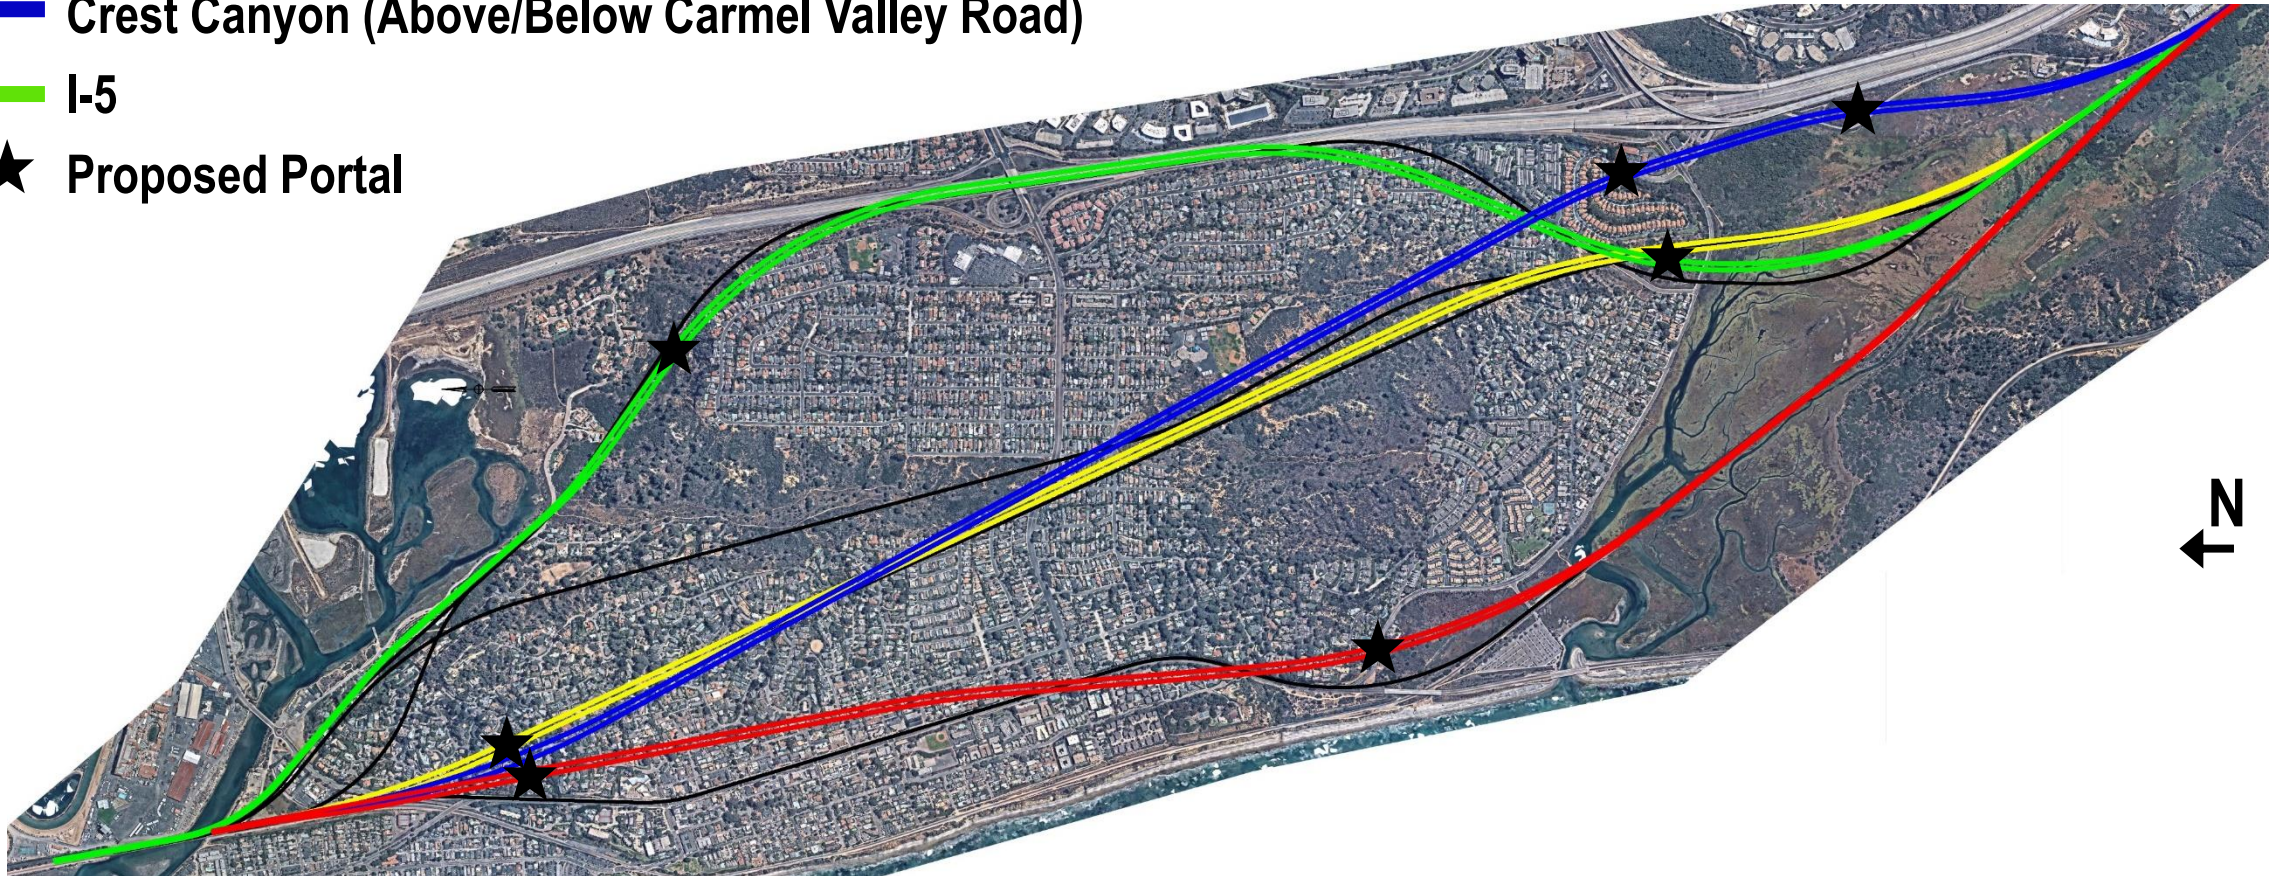 Crest Canyon (Above/Below Carmel Valley Road)
I-5
Proposed Portal
N